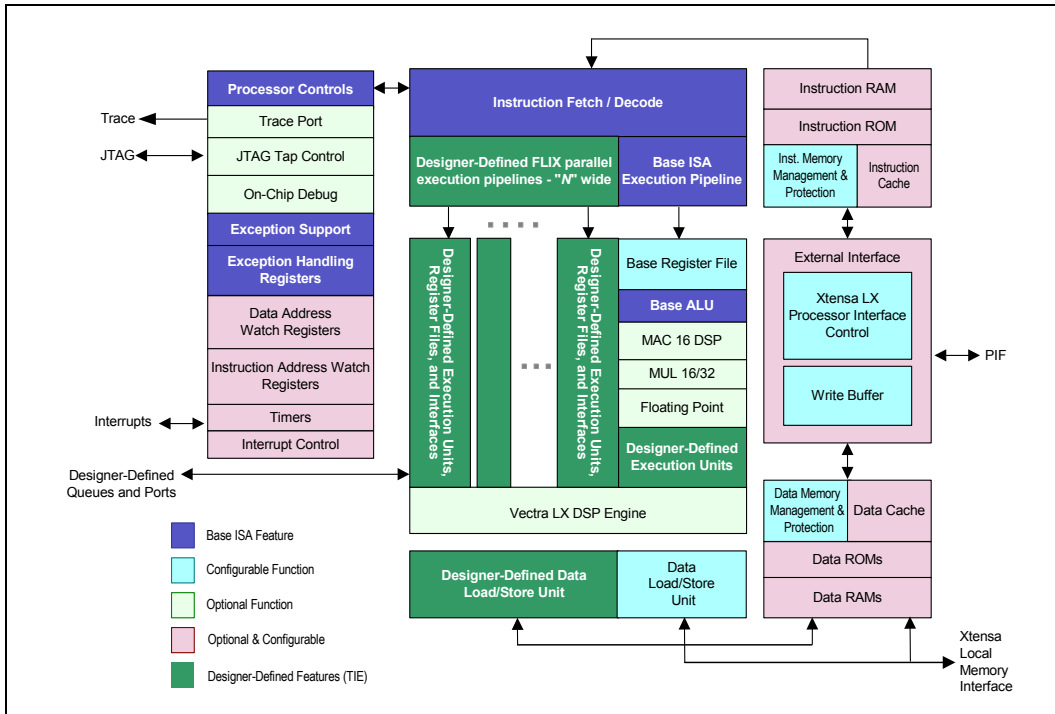 Processor Controls
Trace Port
JTAG Tap Control
On-Chip Debug
Exception Support
Exception Handling
Registers
Data Address
Watch Registers
Instruction Address Watch
Registers
Timers
Interrupt Control
Trace
JTAG
Interrupts
Designer-Defined
Queues and Ports
Instruction Fetch / Decode
Designer-Defined FLIX parallel
execution pipelines - "N" wide
Base ISA
Execution Pipeline
Designer-Defined Execution Units,
Register Files, and Interfaces
Designer-Defined Execution Units,
Register Files, and Interfaces
Base Register File
Base ALU
MAC 16 DSP
MUL 16/32
Floating Point
Designer-Defined
Execution Units
Vectra LX DSP Engine
Designer-Defined Data
Load/Store Unit
Data
Load/Store
Unit
Instruction RAM
Instruction ROM
Inst. Memory
Management &
Protection
Instruction
Cache
External Interface
Xtensa LX
Processor Interface
Control
Write Buffer
PIF
Data Memory
Management &
Protection
Data Cache
Data ROMs
Data RAMs
Xtensa
Local
Memory
Interface
Base ISA Feature
Configurable Function
Optional Function
Optional & Configurable
Designer-Defined Features (TIE)